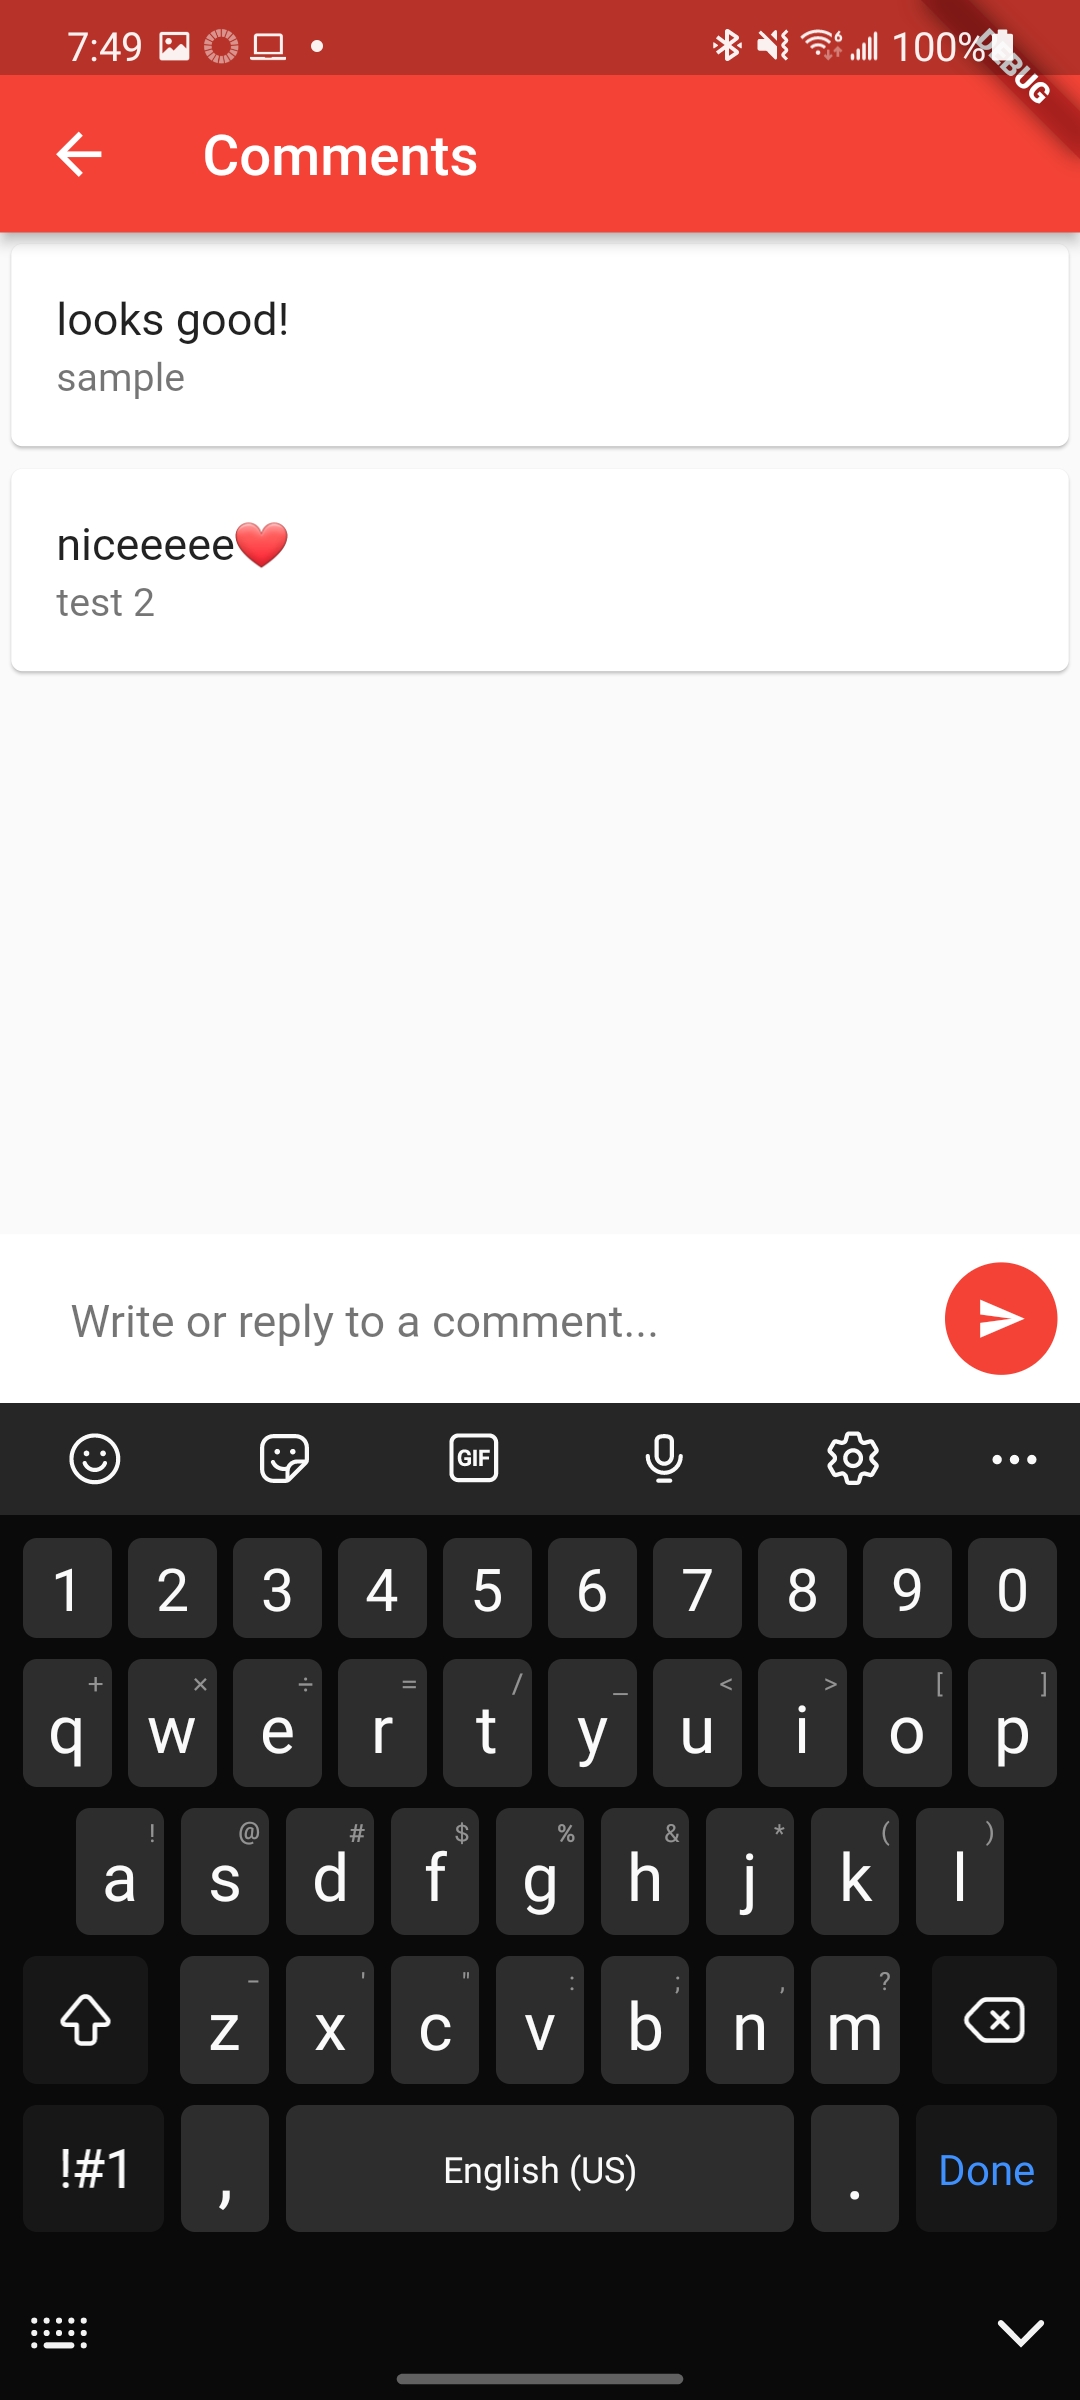 7:49 100%
DEBUG
Comments
looks good!
sample
niceeeee❤️
test 2
Write or reply to a comment...
GIF
1 2 3 4 5 6 7 8 9 0
+ × ÷ = / _ < > [ ]
q w e r t y u i o p
! @ # $ % & * ( )
a s d f g h j k l
- ' " : ; , ?
z x c v b n m
!#1 , English (US) . Done